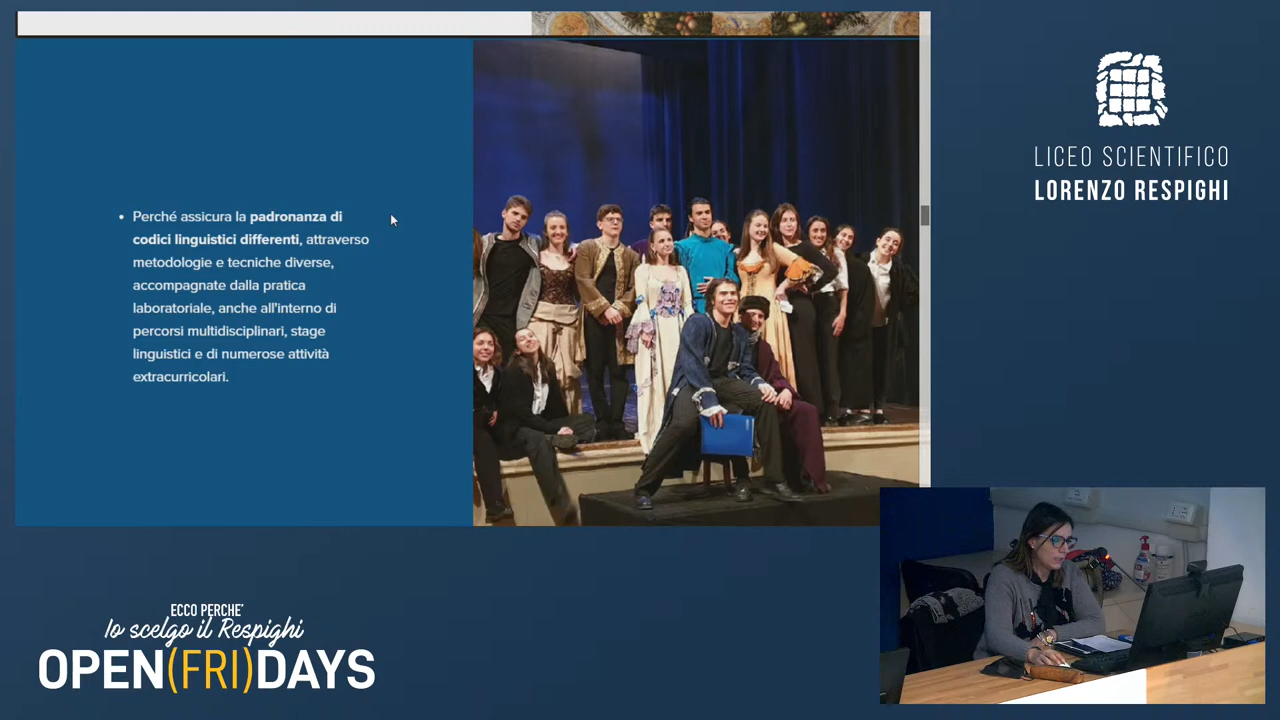 LICEO SCIENTIFICO
LORENZO RESPIGHI
• Perché assicura la padronanza di
codici linguistici differenti, attraverso
metodologie e tecniche diverse,
accompagnate dalla pratica
laboratoriale, anche all'interno di
percorsi multidisciplinari, stage
linguistici e di numerose attività
extracurricolari.
ECCO PERCHE'
Io scelgo il Respighi
OPEN(FRI)DAYS